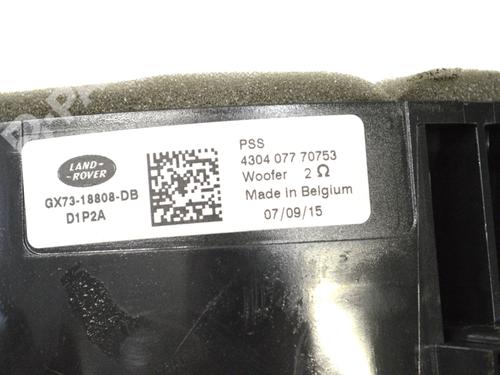 LAND-
ROVER
GX73-18808-DB
D1P2A
PSS
4304 077 70753
Woofer 2 Ω
Made in Belgium
07/09/15